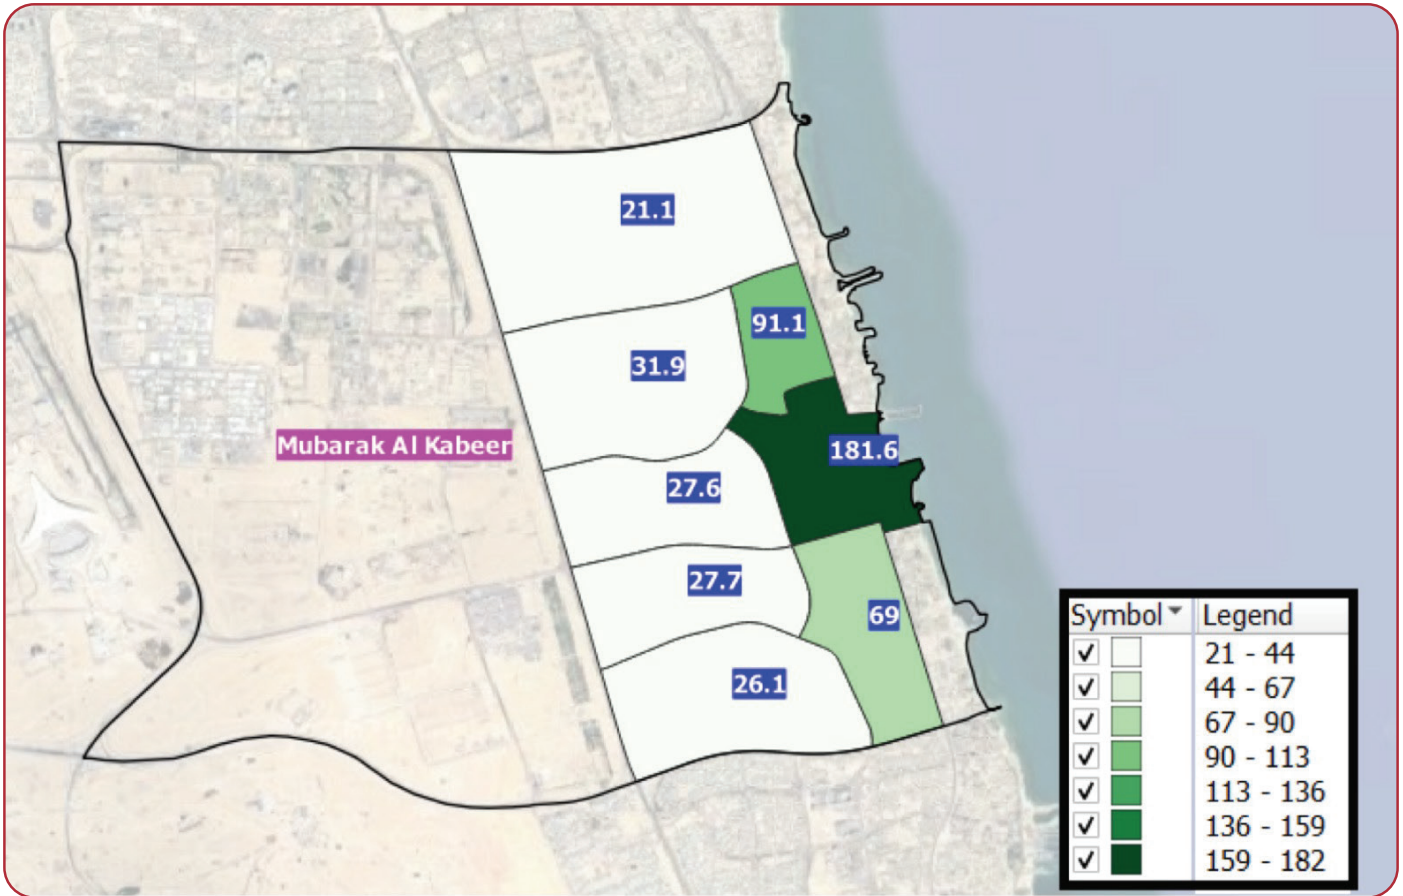 21.1
91.1
31.9
Mubarak Al Kabeer
181.6
27.6
27.7
69
26.1
Symbol Legend
21 - 44
44 - 67
67 - 90
90 - 113
113 - 136
136 - 159
159 - 182